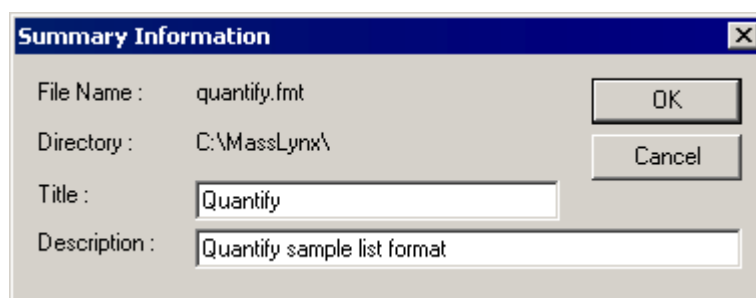 Summary Information
File Name : quantify.fmt
OK
Directory : C:\MassLynx\
Cancel
Title : Quantify
Description : Quantify sample list format